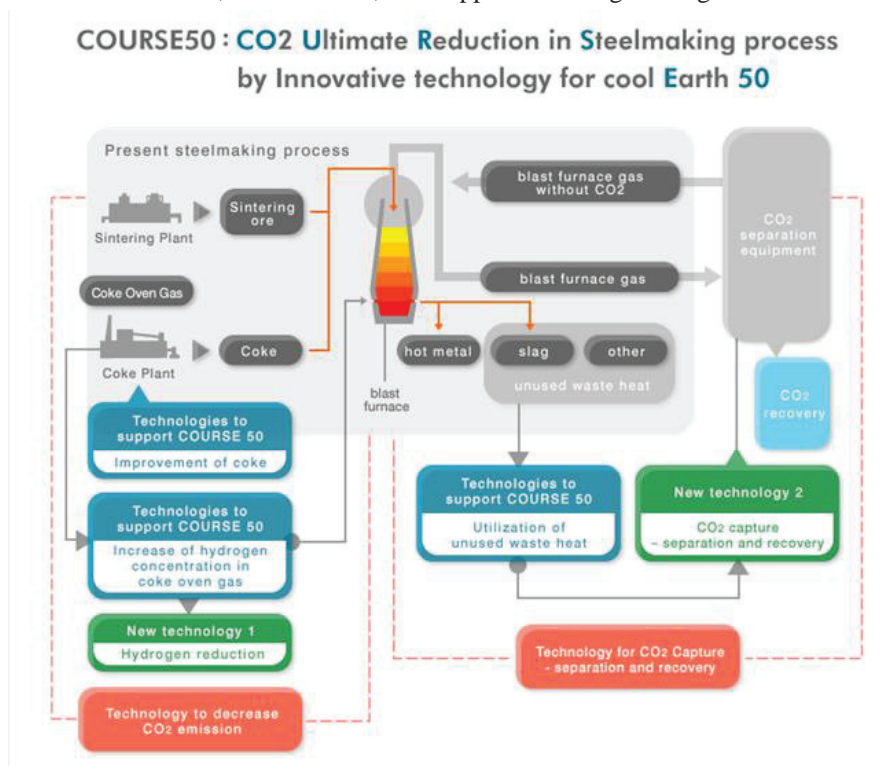 COURSE50 : CO2 Ultimate Reduction in Steelmaking process
by Innovative technology for cool Earth 50
Present steelmaking process
Sintering
ore
Sintering Plant
Coke Oven Gas
Coke
Coke Plant
blast furnace gas
without CO2
blast furnace gas
CO2
separation
equipment
hot metal
slag
other
unused waste heat
blast
furnace
CO2
recovery
Technologies to
support COURSE 50
Improvement of coke
Technologies to
support COURSE 50
Increase of hydrogen
concentration in
coke oven gas
New technology 1
Hydrogen reduction
Technology to decrease
CO2 emission
Technologies to
support COURSE 50
Utilization of
unused waste heat
New technology 2
CO2 capture
- separation and recovery
Technology for CO2 Capture
- separation and recovery